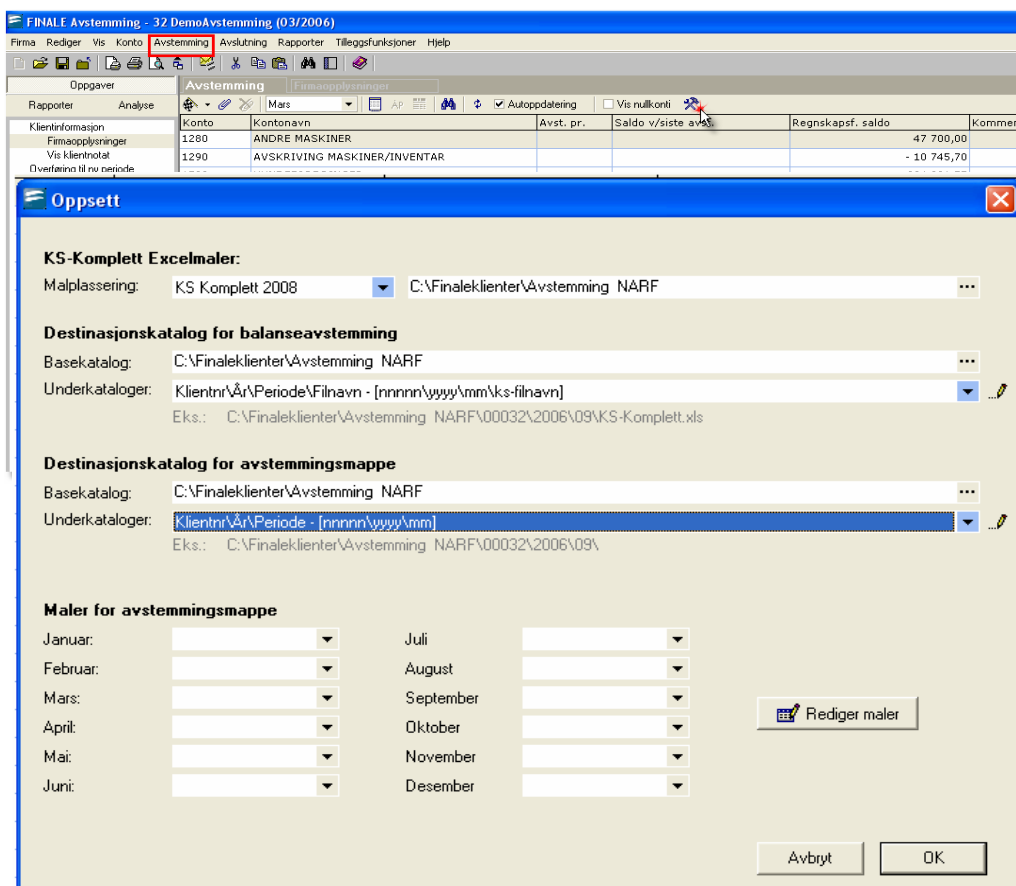 FINALE Avstemming - 32 DemoAvstemming (03/2006)
Firma Rediger Vis Konto Avstemming Avslutning Rapporter Tilleggsfunksjoner Hjelp
Oppgaver Avstemming Firmaopplysninger
Rapporter Analyse Mars AP Autoppdatering Vis nullkonti
Klientinformasjon Konto Kontonavn Avst. pr. Saldo v/siste avst. Regnskapsf. saldo Kommer
Firmaopplysninger 1280 ANDRE MASKINER 47 700,00
Vis klientnotat 1290 AVSKRIVING MASKINER/INVENTAR - 10 745,70
Overføring til ny periode
Oppsett
KS-Komplett Excelmaler:
Malplassering: KS Komplett 2008 C:\Finaleklienter\Avstemming NARF ...
Destinasjonskatalog for balanseavstemming
Basekatalog: C:\Finaleklienter\Avstemming NARF ...
Underkataloger: Klientnr\År\Periode\Filnavn - [nnnnn\yyyy\mm\ks-filnavn] ...
Eks.: C:\Finaleklienter\Avstemming NARF\00032\2006\09\KS-Komplett.xls
Destinasjonskatalog for avstemmingsmappe
Basekatalog: C:\Finaleklienter\Avstemming NARF ...
Underkataloger: Klientnr\År\Periode - [nnnnn\yyyy\mm] ...
Eks.: C:\Finaleklienter\Avstemming NARF\00032\2006\09\
Maler for avstemmingsmappe
Januar: Juli
Februar: August
Mars: September
April: Oktober
Mai: November
Juni: Desember
Rediger maler
Avbryt OK